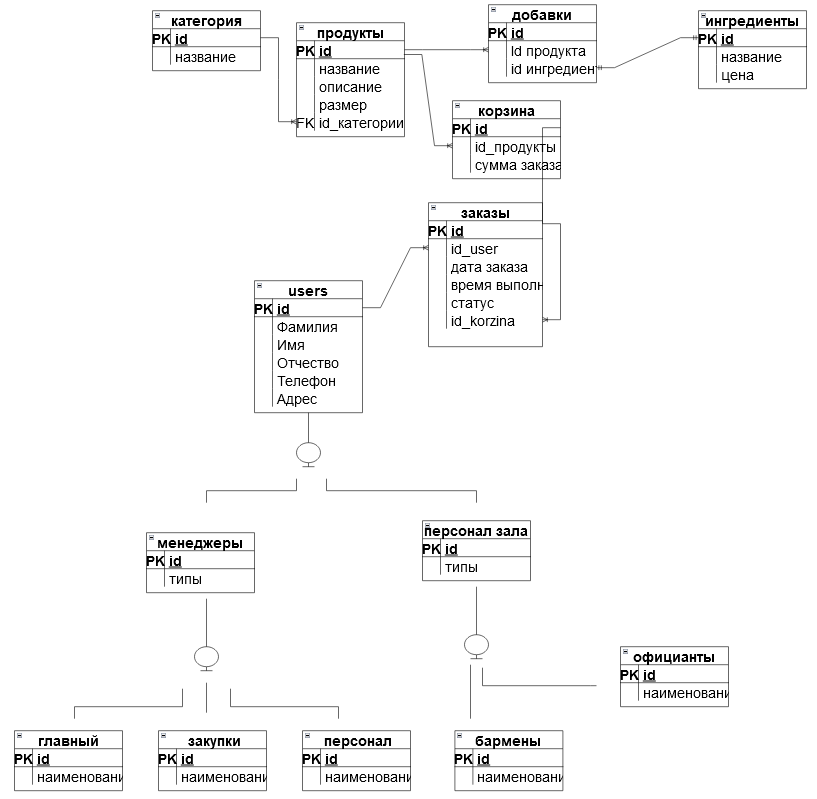 категория
PK id
название
продукты
PK id
название
описание
размер
FK id_категории
добавки
PK id
Id продукта
id ингредиен
ингредиенты
PK id
название
цена
корзина
PK id
id_продукты
сумма заказа
заказы
PK id
id_user
дата заказа
время выполн
статус
id_korzina
users
PK id
Фамилия
Имя
Отчество
Телефон
Адрес
менеджеры
PK id
типы
персонал зала
PK id
типы
официанты
PK id
наименовани
главный
PK id
наименовани
закупки
PK id
наименовани
персонал
PK id
наименовани
бармены
PK id
наименовани